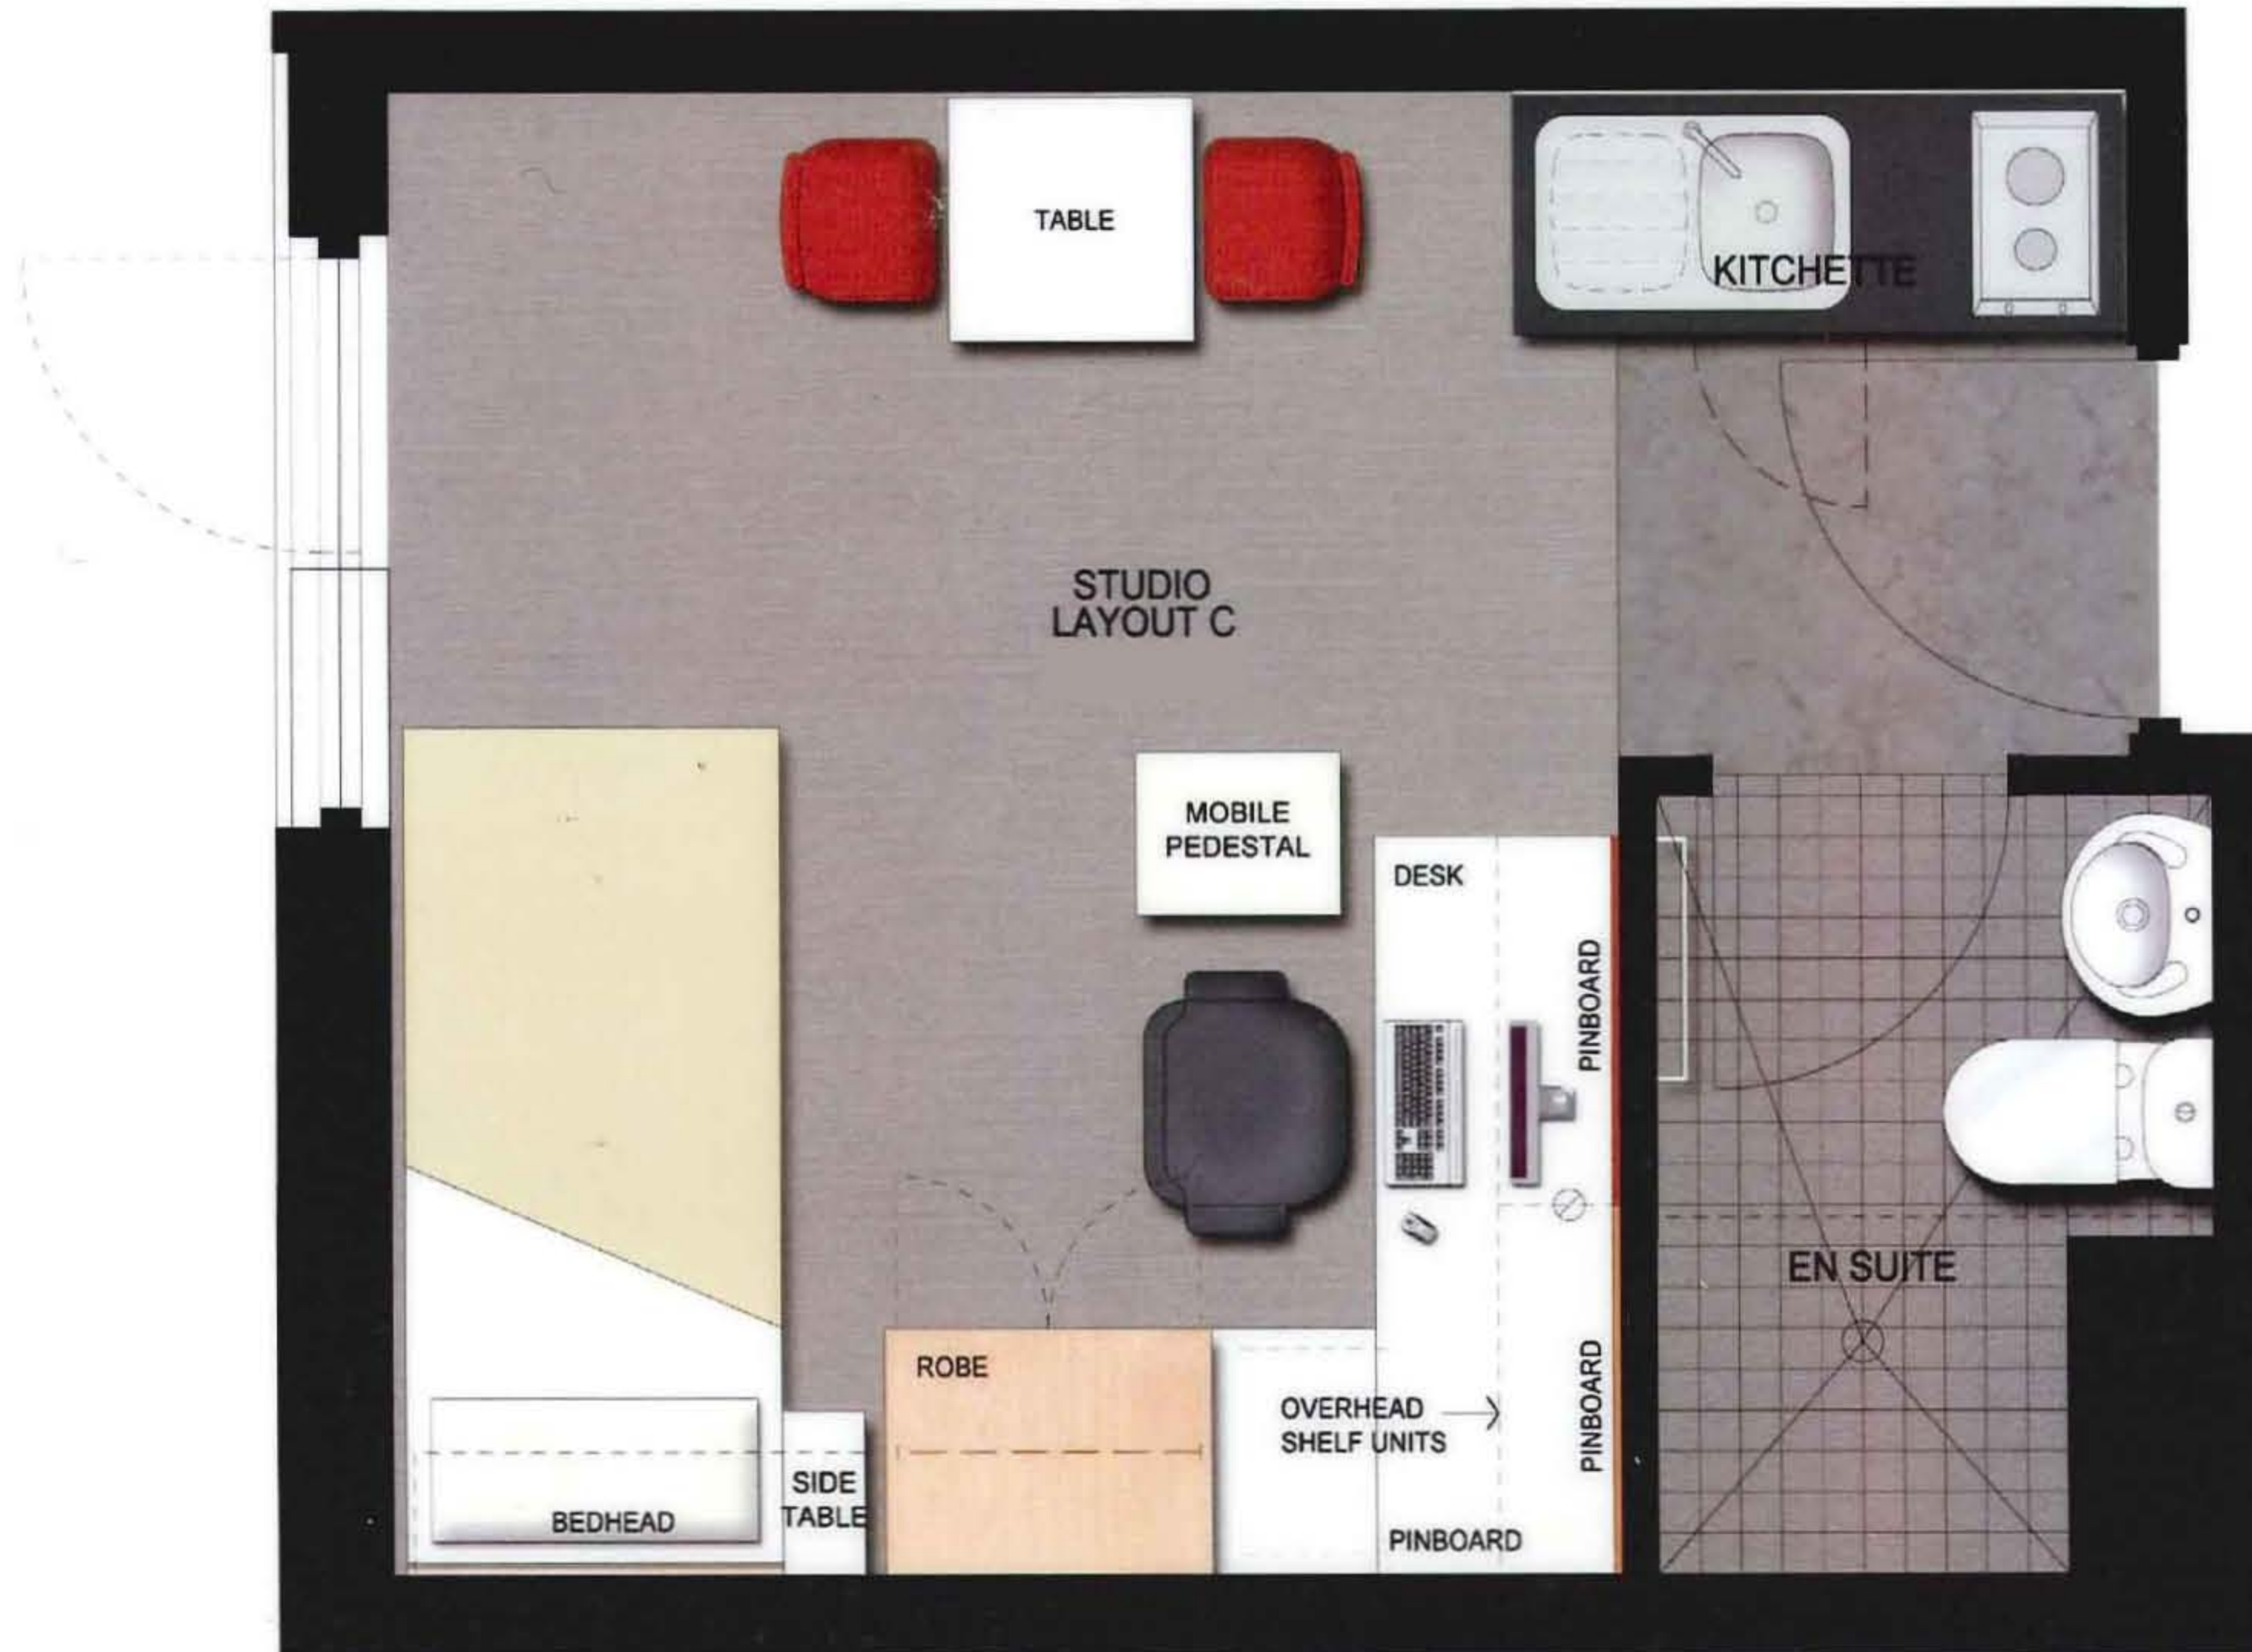 TABLE
KITCHETTE
STUDIO
LAYOUT C
MOBILE
PEDESTAL
DESK
PINBOARD
EN SUITE
ROBE
OVERHEAD
SHELF UNITS
PINBOARD
SIDE
TABLE
BEDHEAD
PINBOARD